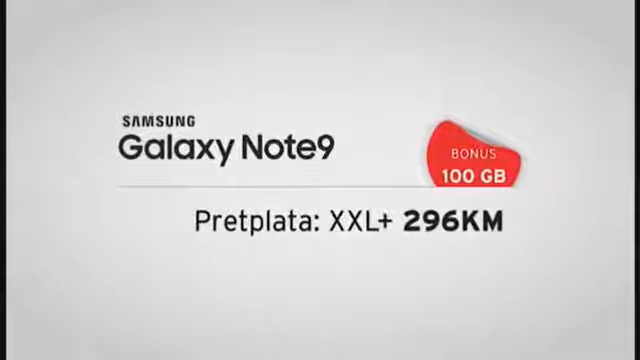 SAMSUNG
Galaxy Note9
BONUS
100 GB
Pretplata: XXL+ 296KM